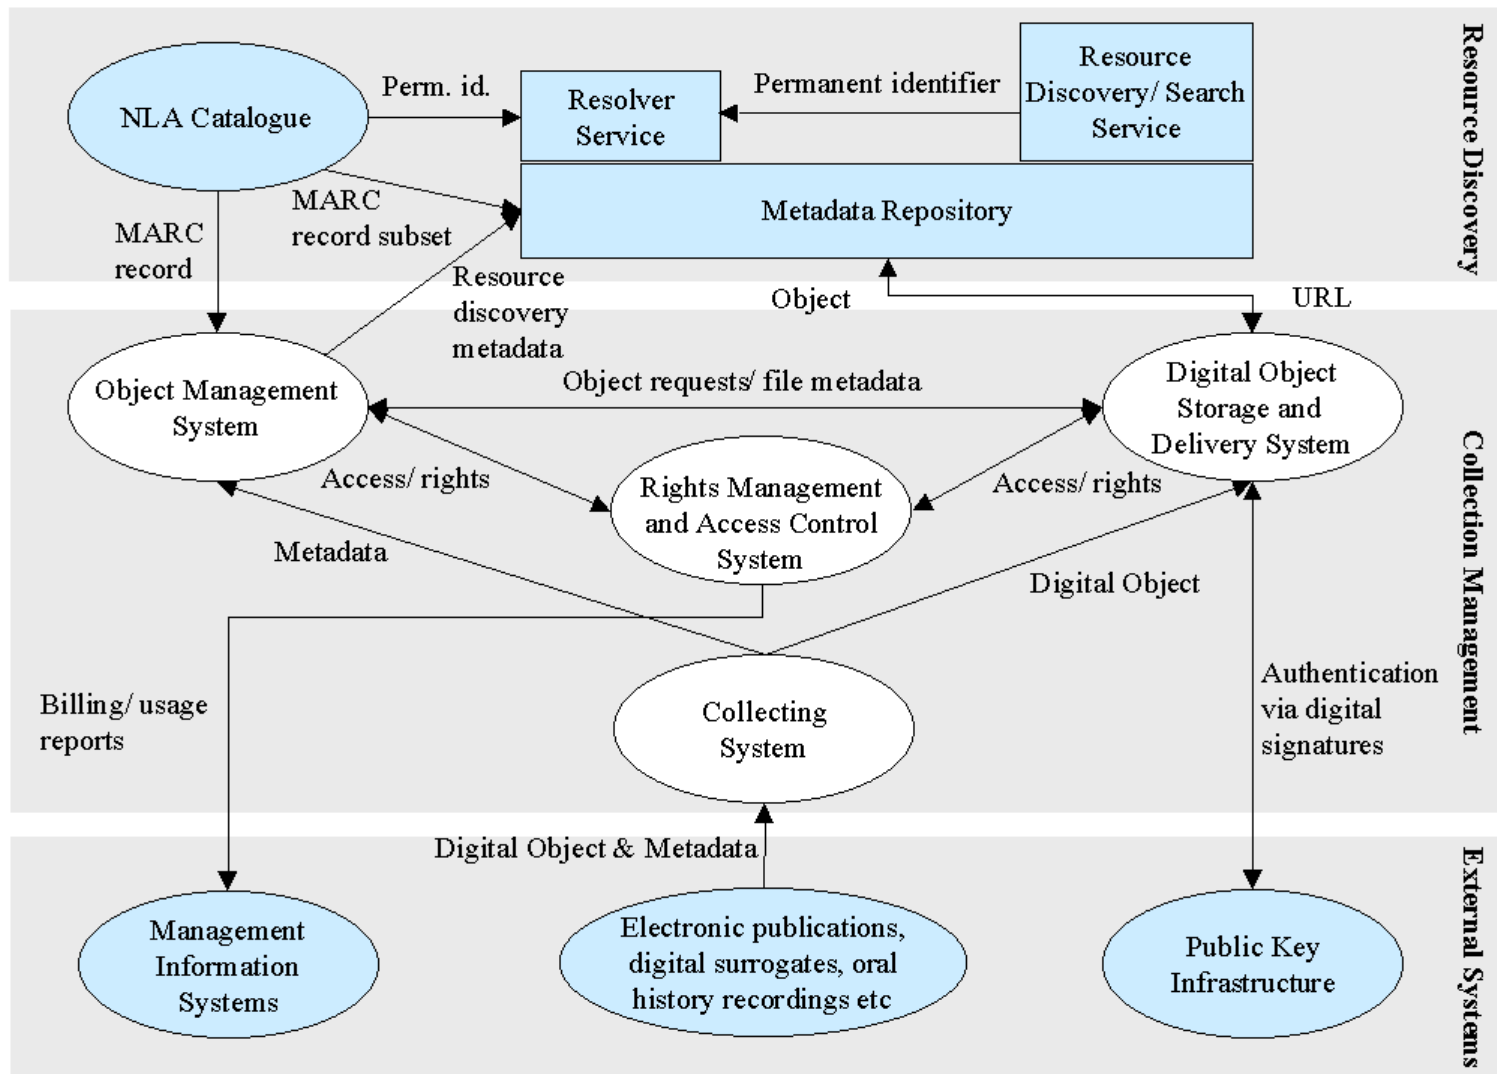 NLA Catalogue
Perm. id.
Resolver
Service
Permanent identifier
Resource
Discovery/ Search
Service
Metadata Repository
MARC
record
MARC
record subset
Resource
discovery
metadata
Object
URL
Resource Discovery
Object Management
System
Object requests/ file metadata
Digital Object
Storage and
Delivery System
Access/ rights
Rights Management
and Access Control
System
Access/ rights
Metadata
Digital Object
Billing/ usage
reports
Collecting
System
Authentication
via digital
signatures
Collection Management
Digital Object & Metadata
Management
Information
Systems
Electronic publications,
digital surrogates, oral
history recordings etc
Public Key
Infrastructure
External Systems